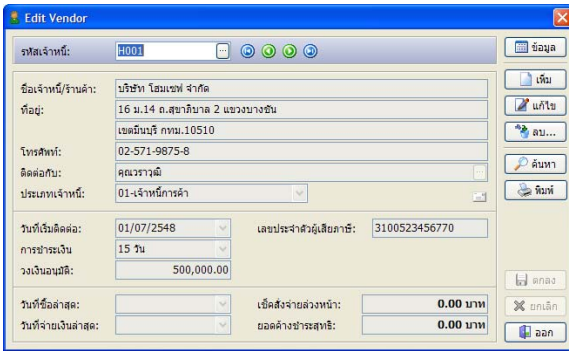 Edit Vendor
รหัสเจ้าหนี้: H001
ข้อมูล
ชื่อเจ้าหนี้/ร้านค้า: บริษัท โฮมเชฟ จำกัด
เพิ่ม
ที่อยู่: 16 ม.14 ถ.สุขาภิบาล 2 แขวงบางชัน
แก้ไข
เขตมีนบุรี กทม.10510
ลบ...
โทรศัพท์: 02-571-9875-8
ติดต่อกับ: คุณวราวุฒิ
ค้นหา
ประเภทเจ้าหนี้: 01-เจ้าหนี้การค้า
พิมพ์
วันที่เริ่มติดต่อ: 01/07/2548 เลขประจำตัวผู้เสียภาษี: 3100523456770
การชำระเงิน 15 วัน
วงเงินอนุมัติ: 500,000.00
ตกลง
วันที่ซื้อล่าสุด: เช็คสั่งจ่ายล่วงหน้า: 0.00 บาท
ยกเลิก
วันที่จ่ายเงินล่าสุด: ยอดค้างชำระสุทธิ: 0.00 บาท
ออก